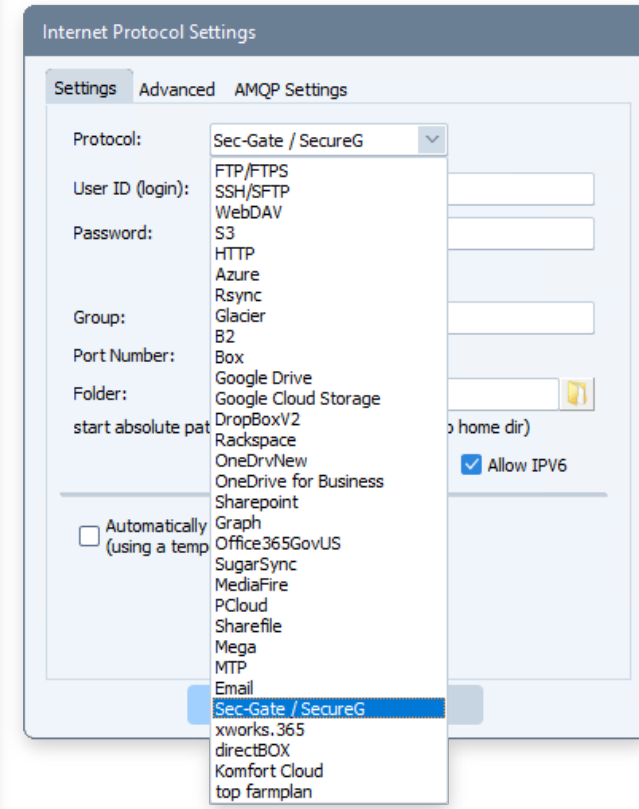 Internet Protocol Settings
Settings Advanced AMQP Settings
Protocol: Sec-Gate / SecureG
FTP/FTPS
User ID (login): SSH/SFTP
WebDAV
Password: S3
HTTP
Azure
Rsync
Group: Glacier
B2
Port Number: Box
Google Drive
Folder: Google Cloud Storage
start absolute pat DropBoxV2 o home dir)
Rackspace
OneDrvNew Allow IPV6
OneDrive for Business
Sharepoint
Automatically Graph
(using a temp Office365GovUS
SugarSync
MediaFire
PCloud
Sharefile
Mega
MTP
Email
Sec-Gate / SecureG
xworks.365
directBOX
Komfort Cloud
top farmplan